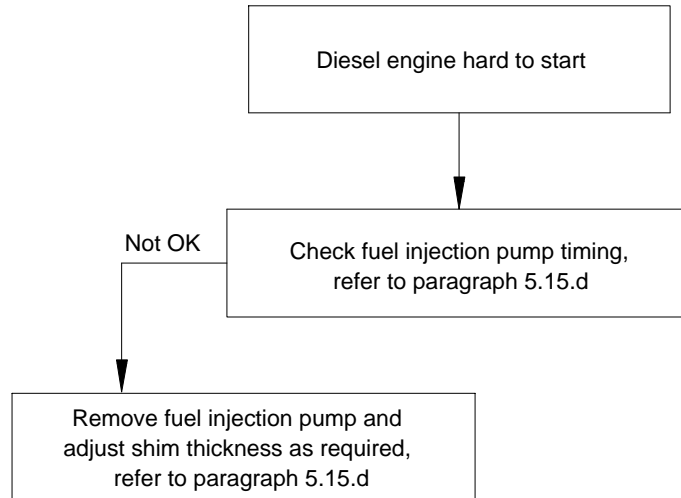 Diesel engine hard to start
Check fuel injection pump timing,
refer to paragraph 5.15.d
Not OK
Remove fuel injection pump and
adjust shim thickness as required,
refer to paragraph 5.15.d